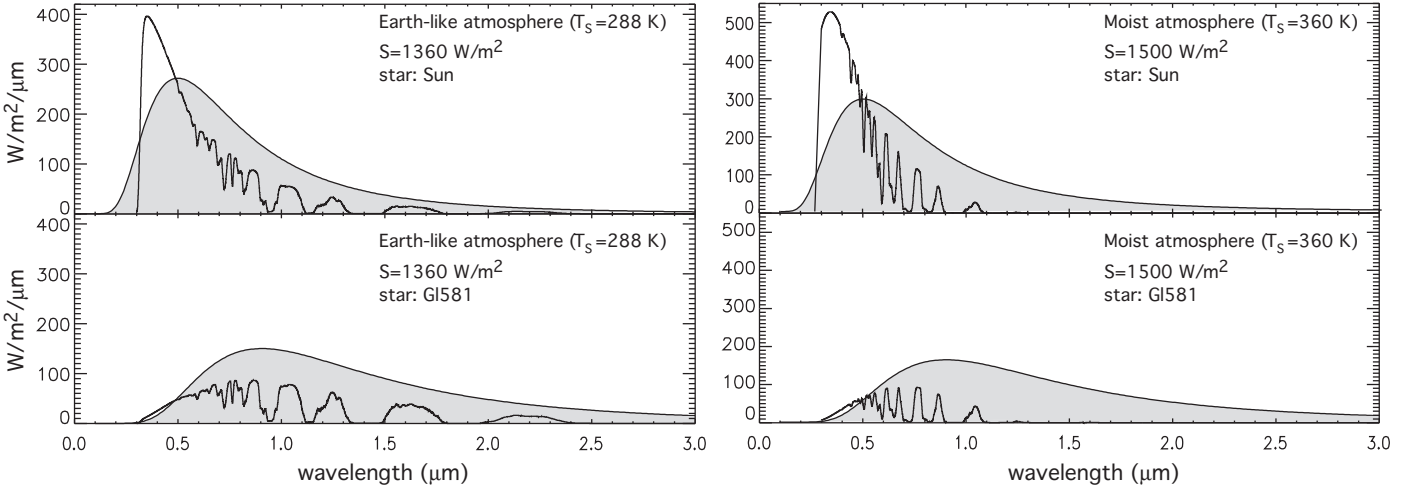 400
300
200
100
0
W/m²/μm
Earth-like atmosphere (T_S=288 K)
S=1360 W/m²
star: Sun
500
400
300
200
100
0
Moist atmosphere (T_S=360 K)
S=1500 W/m²
star: Sun
400
300
200
100
0
W/m²/μm
Earth-like atmosphere (T_S=288 K)
S=1360 W/m²
star: Gl581
0.0 0.5 1.0 1.5 2.0 2.5 3.0
wavelength (μm)
500
400
300
200
100
0
Moist atmosphere (T_S=360 K)
S=1500 W/m²
star: Gl581
0.0 0.5 1.0 1.5 2.0 2.5 3.0
wavelength (μm)